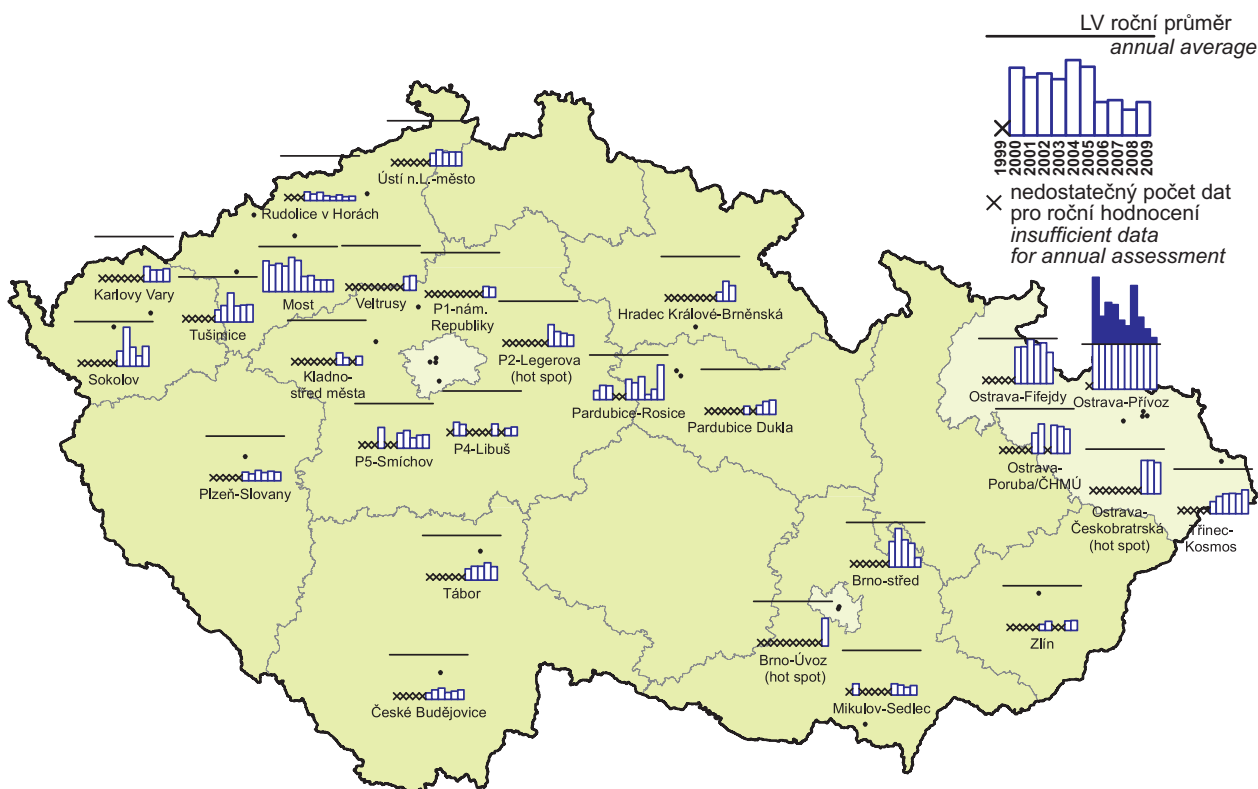 LV roční průměr
annual average
1999
2000
2001
2002
2003
2004
2005
2006
2007
2008
2009
nedostatečný počet dat
pro roční hodnocení
insufficient data
for annual assessment
Ústí n.L.-město
Rudolice v Horách
Karlovy Vary
Most
Veltrusy
Tušimice
P1-nám.
Republiky
Hradec Králové-Brněnská
Sokolov
Kladno-
střed města
P2-Legerova
(hot spot)
Pardubice-Rosice
Pardubice Dukla
Ostrava-Fifejdy
Ostrava-Přívoz
P5-Smíchov
P4-Libuš
Plzeň-Slovany
Ostrava-
Poruba/ČHMÚ
Ostrava-
Českobratrská
(hot spot)
Třinec-
Kosmos
Tábor
Brno-střed
Zlín
Brno-Úvoz
(hot spot)
České Budějovice
Mikulov-Sedlec